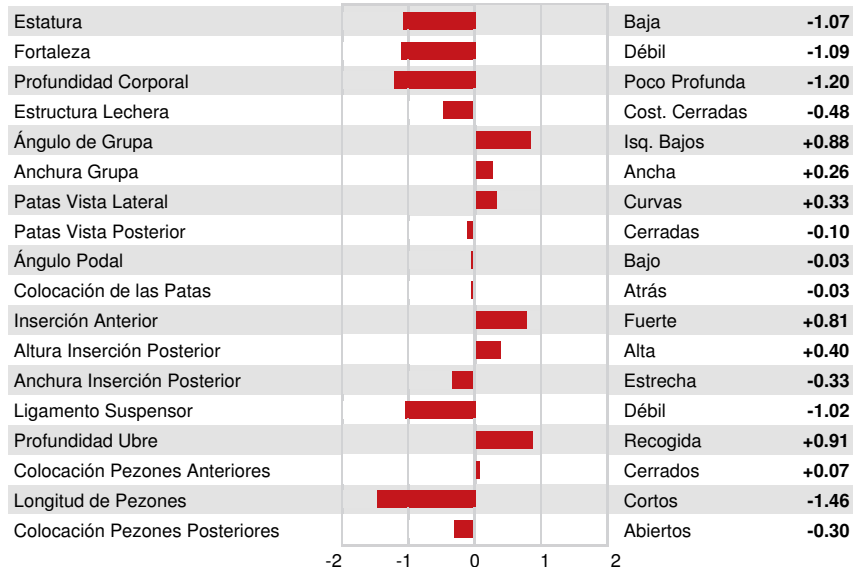 Estatura Baja -1.07
Fortaleza Débil -1.09
Profundidad Corporal Poco Profunda -1.20
Estructura Lechera Cost. Cerradas -0.48
Ángulo de Grupa Isq. Bajos +0.88
Anchura Grupa Ancha +0.26
Patas Vista Lateral Curvas +0.33
Patas Vista Posterior Cerradas -0.10
Ángulo Podal Bajo -0.03
Colocación de las Patas Atrás -0.03
Inserción Anterior Fuerte +0.81
Altura Inserción Posterior Alta +0.40
Anchura Inserción Posterior Estrecha -0.33
Ligamento Suspensor Débil -1.02
Profundidad Ubre Recogida +0.91
Colocación Pezones Anteriores Cerrados +0.07
Longitud de Pezones Cortos -1.46
Colocación Pezones Posteriores Abiertos -0.30
-2 -1 0 1 2